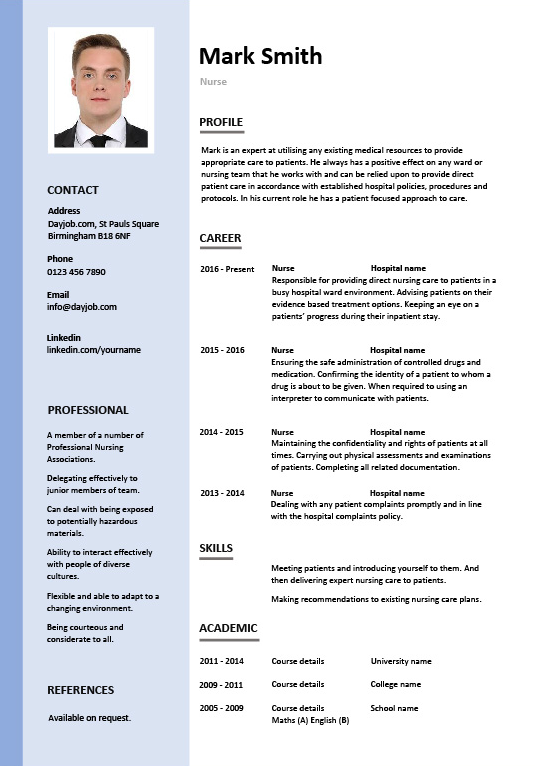 Mark Smith
Nurse
PROFILE
Mark is an expert at utilising any existing medical resources to provide
appropriate care to patients. He always has a positive effect on any ward or
nursing team that he works with and can be relied upon to provide direct
patient care in accordance with established hospital policies, procedures and
protocols. In his current role he has a patient focused approach to care.
CONTACT
Address
Dayjob.com, St Pauls Square
Birmingham B18 6NF
Phone
0123 456 7890
Email
info@dayjob.com
Linkedin
linkedin.com/yourname
PROFESSIONAL
A member of a number of
Professional Nursing
Associations.
Delegating effectively to
junior members of team.
Can deal with being exposed
to potentially hazardous
materials.
Ability to interact effectively
with people of diverse
cultures.
Flexible and able to adapt to a
changing environment.
Being courteous and
considerate to all.
REFERENCES
Available on request.
CAREER
2016 - Present Nurse Hospital name
Responsible for providing direct nursing care to patients in a
busy hospital ward environment. Advising patients on their
evidence based treatment options. Keeping an eye on a
patients' progress during their inpatient stay.
2015 - 2016 Nurse Hospital name
Ensuring the safe administration of controlled drugs and
medication. Confirming the identity of a patient to whom a
drug is about to be given. When required to using an
interpreter to communicate with patients.
2014 - 2015 Nurse Hospital name
Maintaining the confidentiality and rights of patients at all
times. Carrying out physical assessments and examinations
of patients. Completing all related documentation.
2013 - 2014 Nurse Hospital name
Dealing with any patient complaints promptly and in line
with the hospital complaints policy.
SKILLS
Meeting patients and introducing yourself to them. And
then delivering expert nursing care to patients.
Making recommendations to existing nursing care plans.
ACADEMIC
2011 - 2014 Course details University name
2009 - 2011 Course details College name
2005 - 2009 Course details School name
Maths (A) English (B)